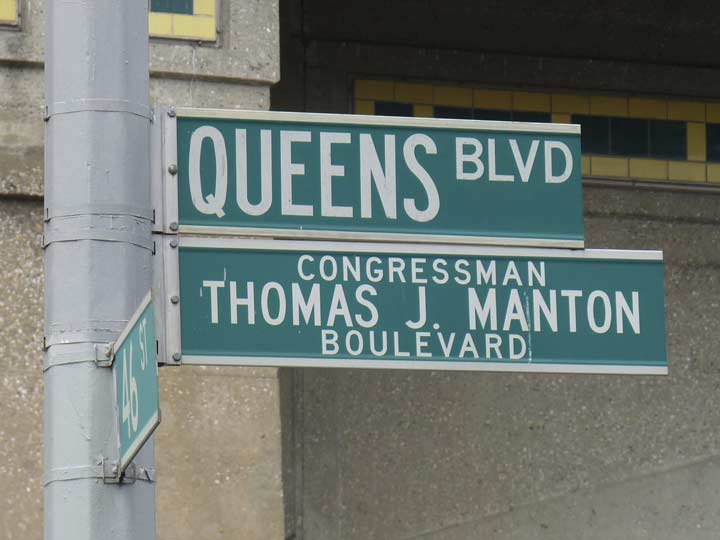 QUEENS BLVD
CONGRESSMAN
THOMAS J. MANTON
BOULEVARD
46 ST